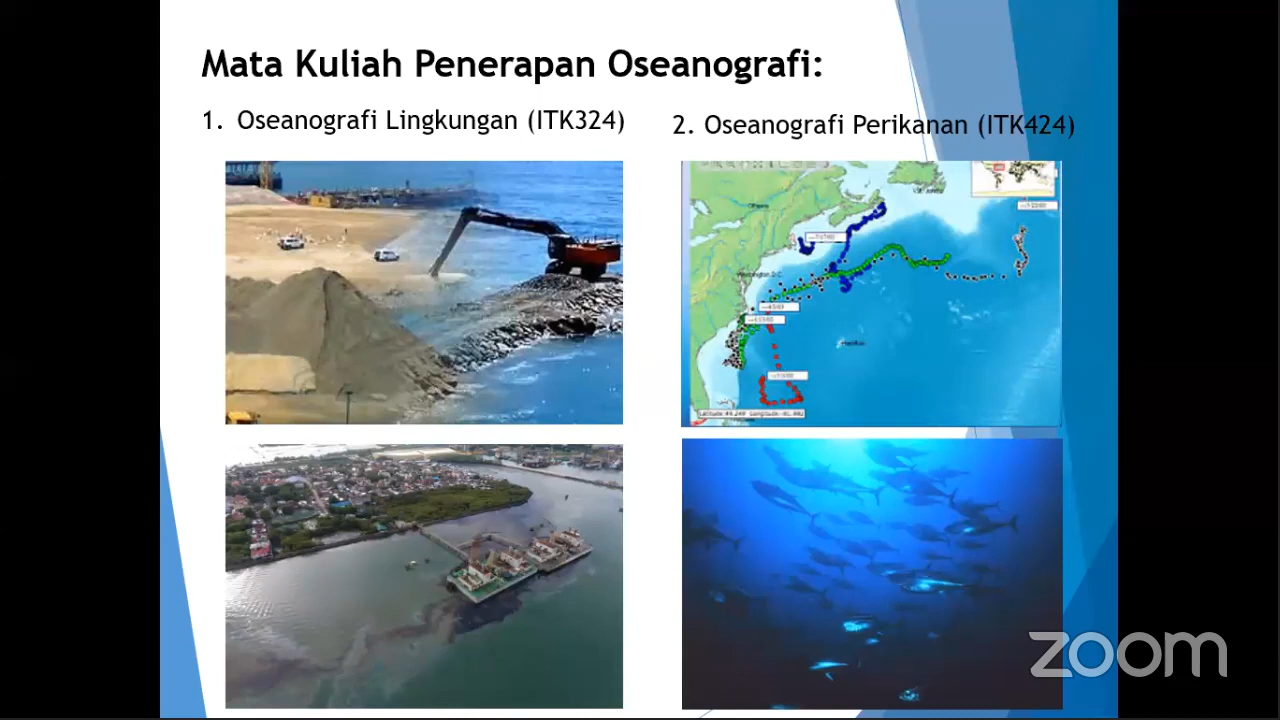 Mata Kuliah Penerapan Oseanografi:
1. Oseanografi Lingkungan (ITK324)
2. Oseanografi Perikanan (ITK424)
zoom